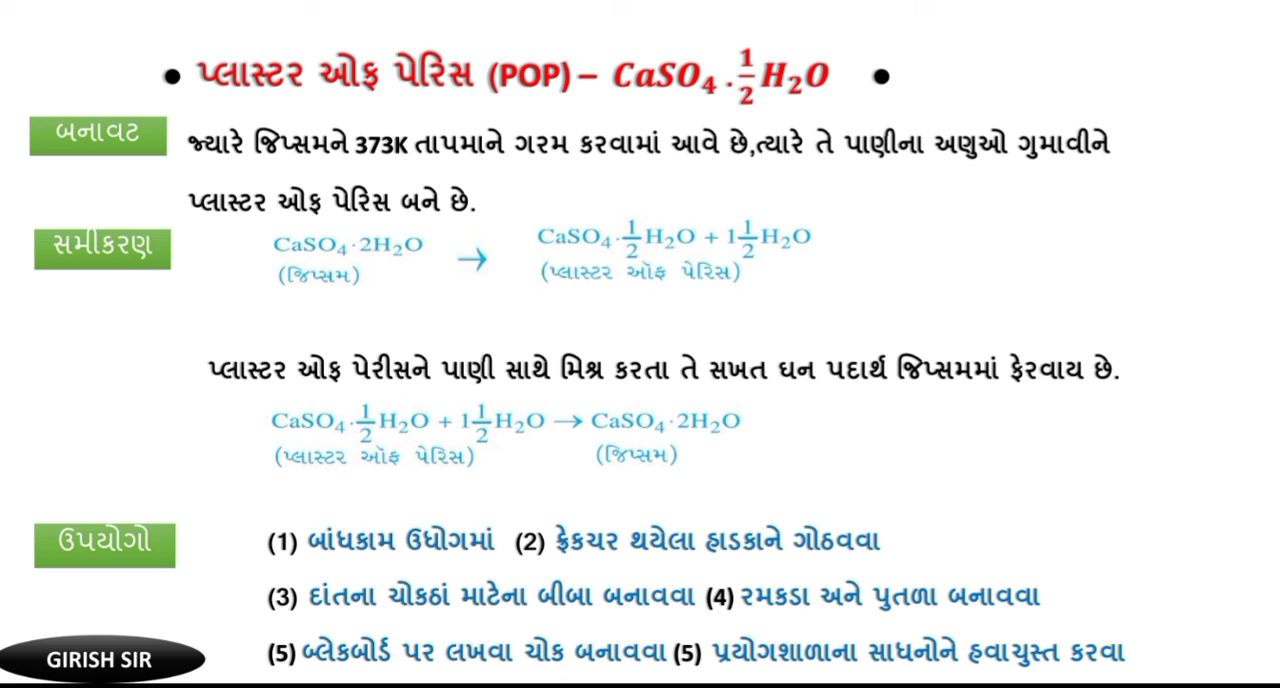 • પ્લાસ્ટર ઓફ પેરિસ (POP) – CaSO₄ . 1/2 H₂O •
બનાવટ
જ્યારે જિપ્સમને 373K તાપમાને ગરમ કરવામાં આવે છે,ત્યારે તે પાણીના અણુઓ ગુમાવીને
પ્લાસ્ટર ઓફ પેરિસ બને છે.
સમીકરણ
CaSO₄·2H₂O → CaSO₄·1/2H₂O + 1 1/2H₂O
(જિપ્સમ) (પ્લાસ્ટર ઑફ પેરિસ)
પ્લાસ્ટર ઓફ પેરીસને પાણી સાથે મિશ્ર કરતા તે સખત ઘન પદાર્થ જિપ્સમમાં ફેરવાય છે.
CaSO₄·1/2H₂O + 1 1/2H₂O → CaSO₄·2H₂O
(પ્લાસ્ટર ઑફ પેરિસ) (જિપ્સમ)
ઉપયોગો
(1) બાંધકામ ઉધોગમાં (2) ફ્રેકચર થયેલા હાડકાને ગોઠવવા
(3) દાંતના ચોકઠાં માટેના બીબા બનાવવા (4) રમકડા અને પુતળા બનાવવા
(5) બ્લેકબોર્ડ પર લખવા ચોક બનાવવા (5) પ્રયોગશાળાના સાધનોને હવાચુસ્ત કરવા
GIRISH SIR